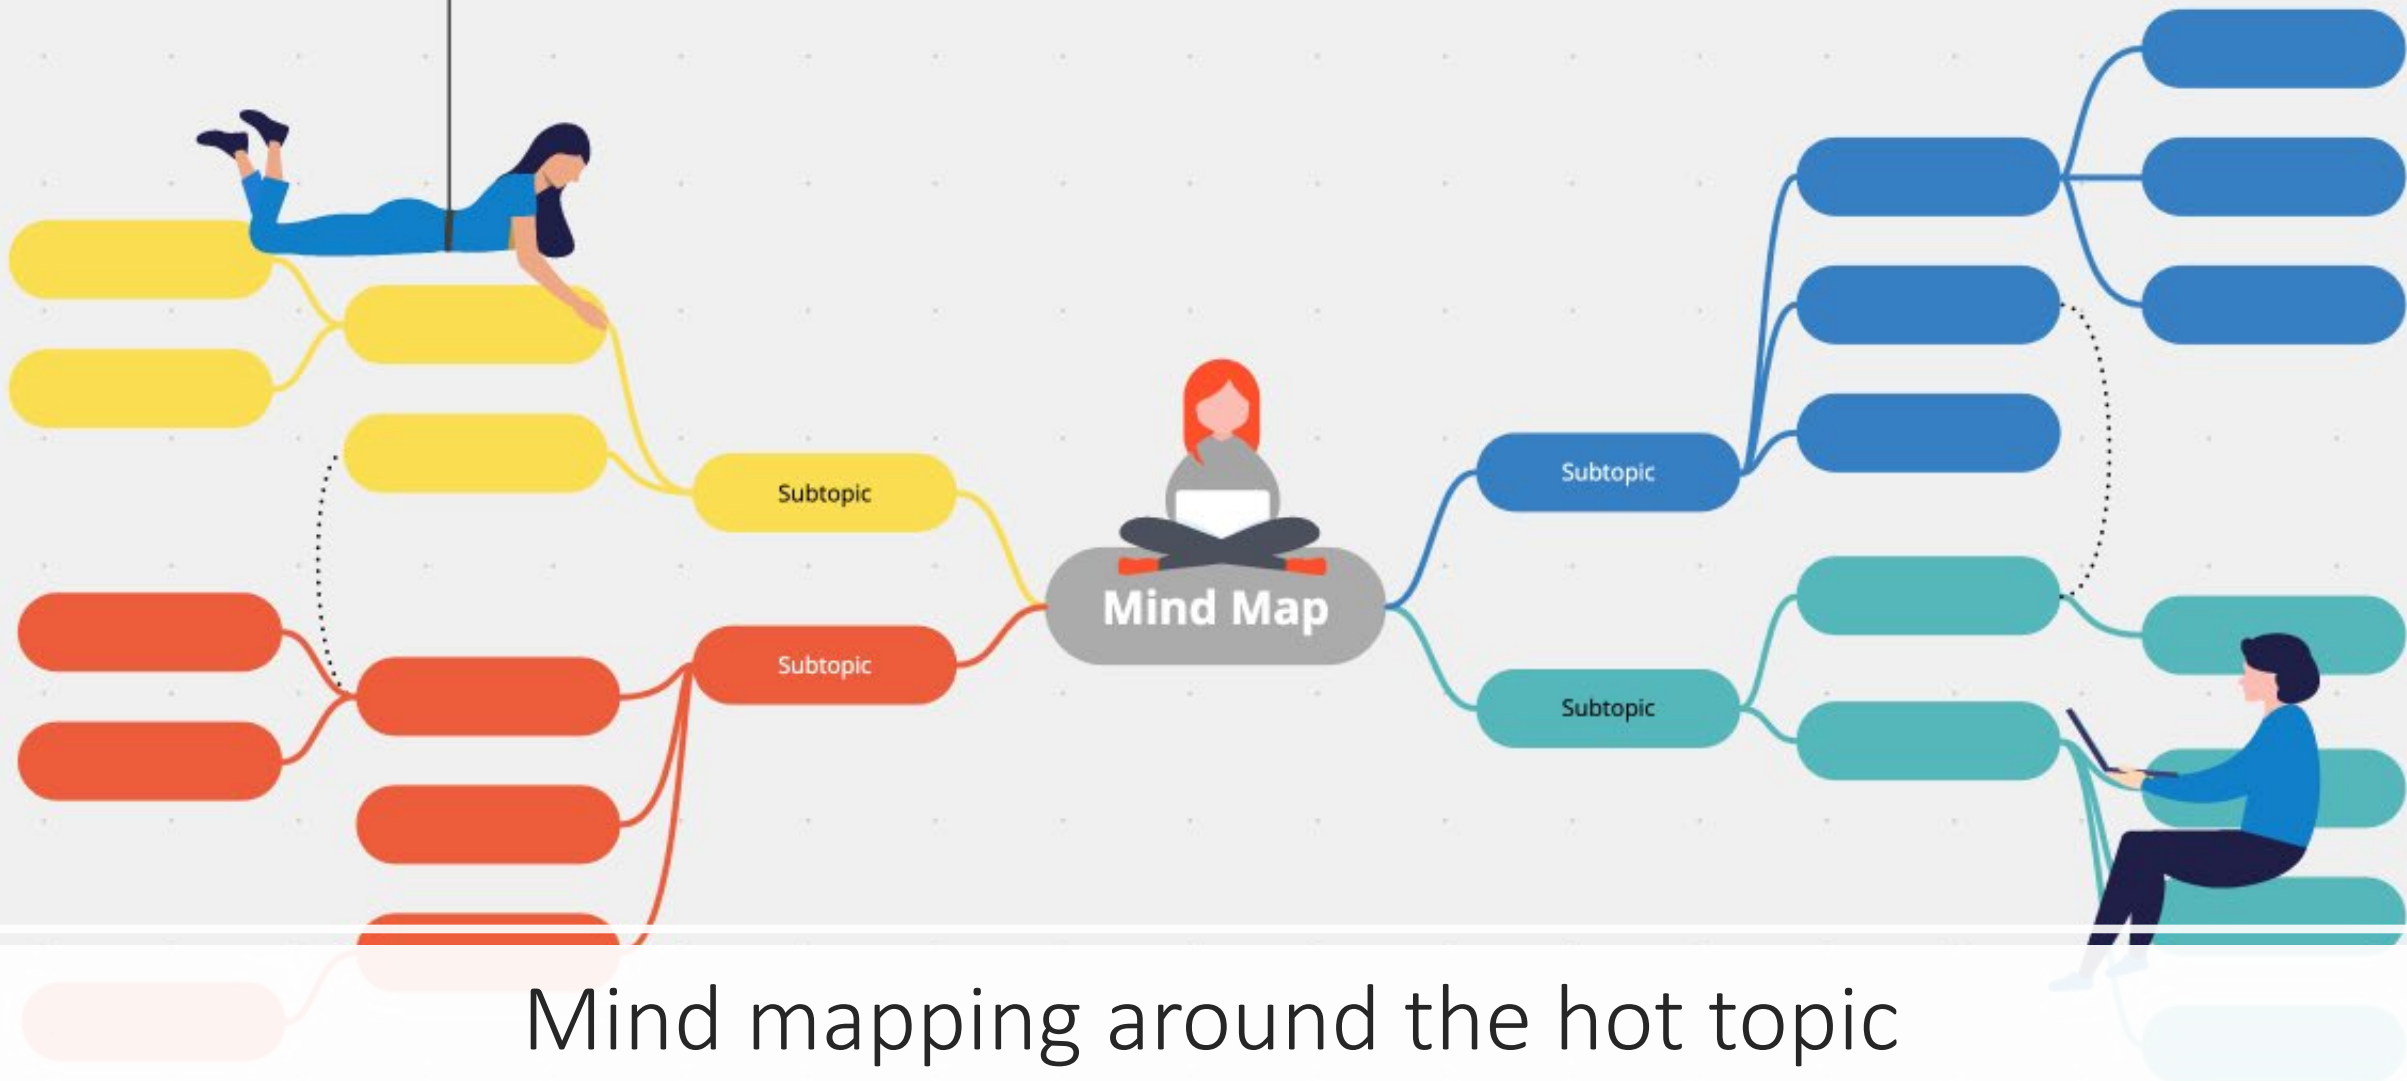 Subtopic
Subtopic
Mind Map
Subtopic
Subtopic
Mind mapping around the hot topic